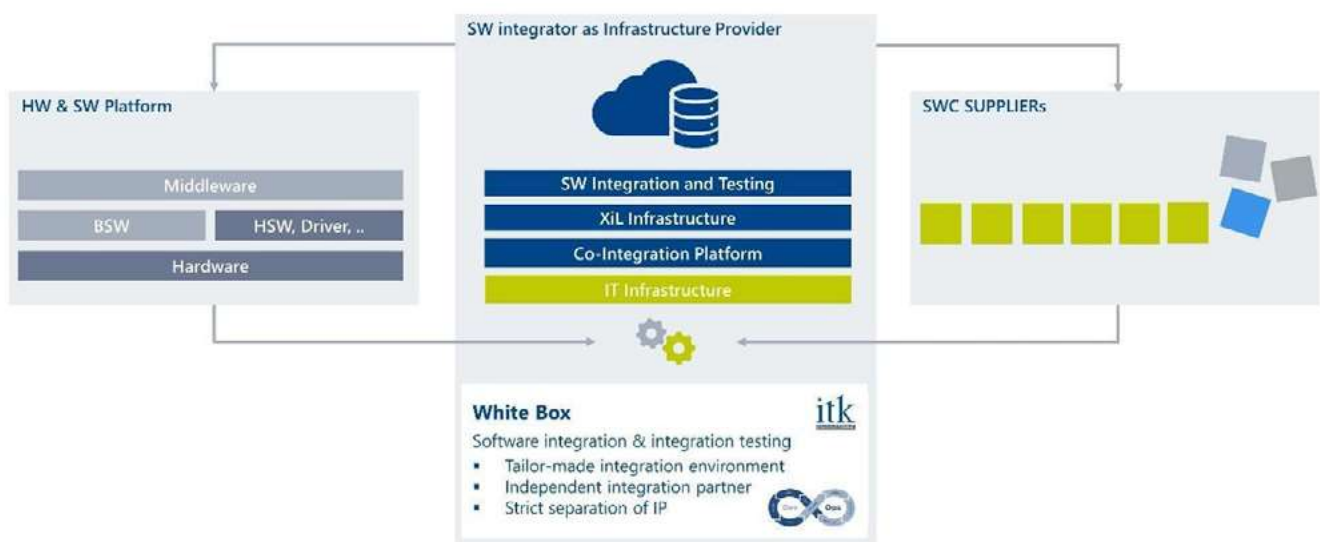 SW integrator as Infrastructure Provider
HW & SW Platform
Middleware
BSW
HSW, Driver, ..
Hardware
SW Integration and Testing
XiL Infrastructure
Co-Integration Platform
IT Infrastructure
SWC SUPPLIERs
White Box
itk
Software integration & integration testing
▪ Tailor-made integration environment
▪ Independent integration partner
▪ Strict separation of IP
Dev
Ops